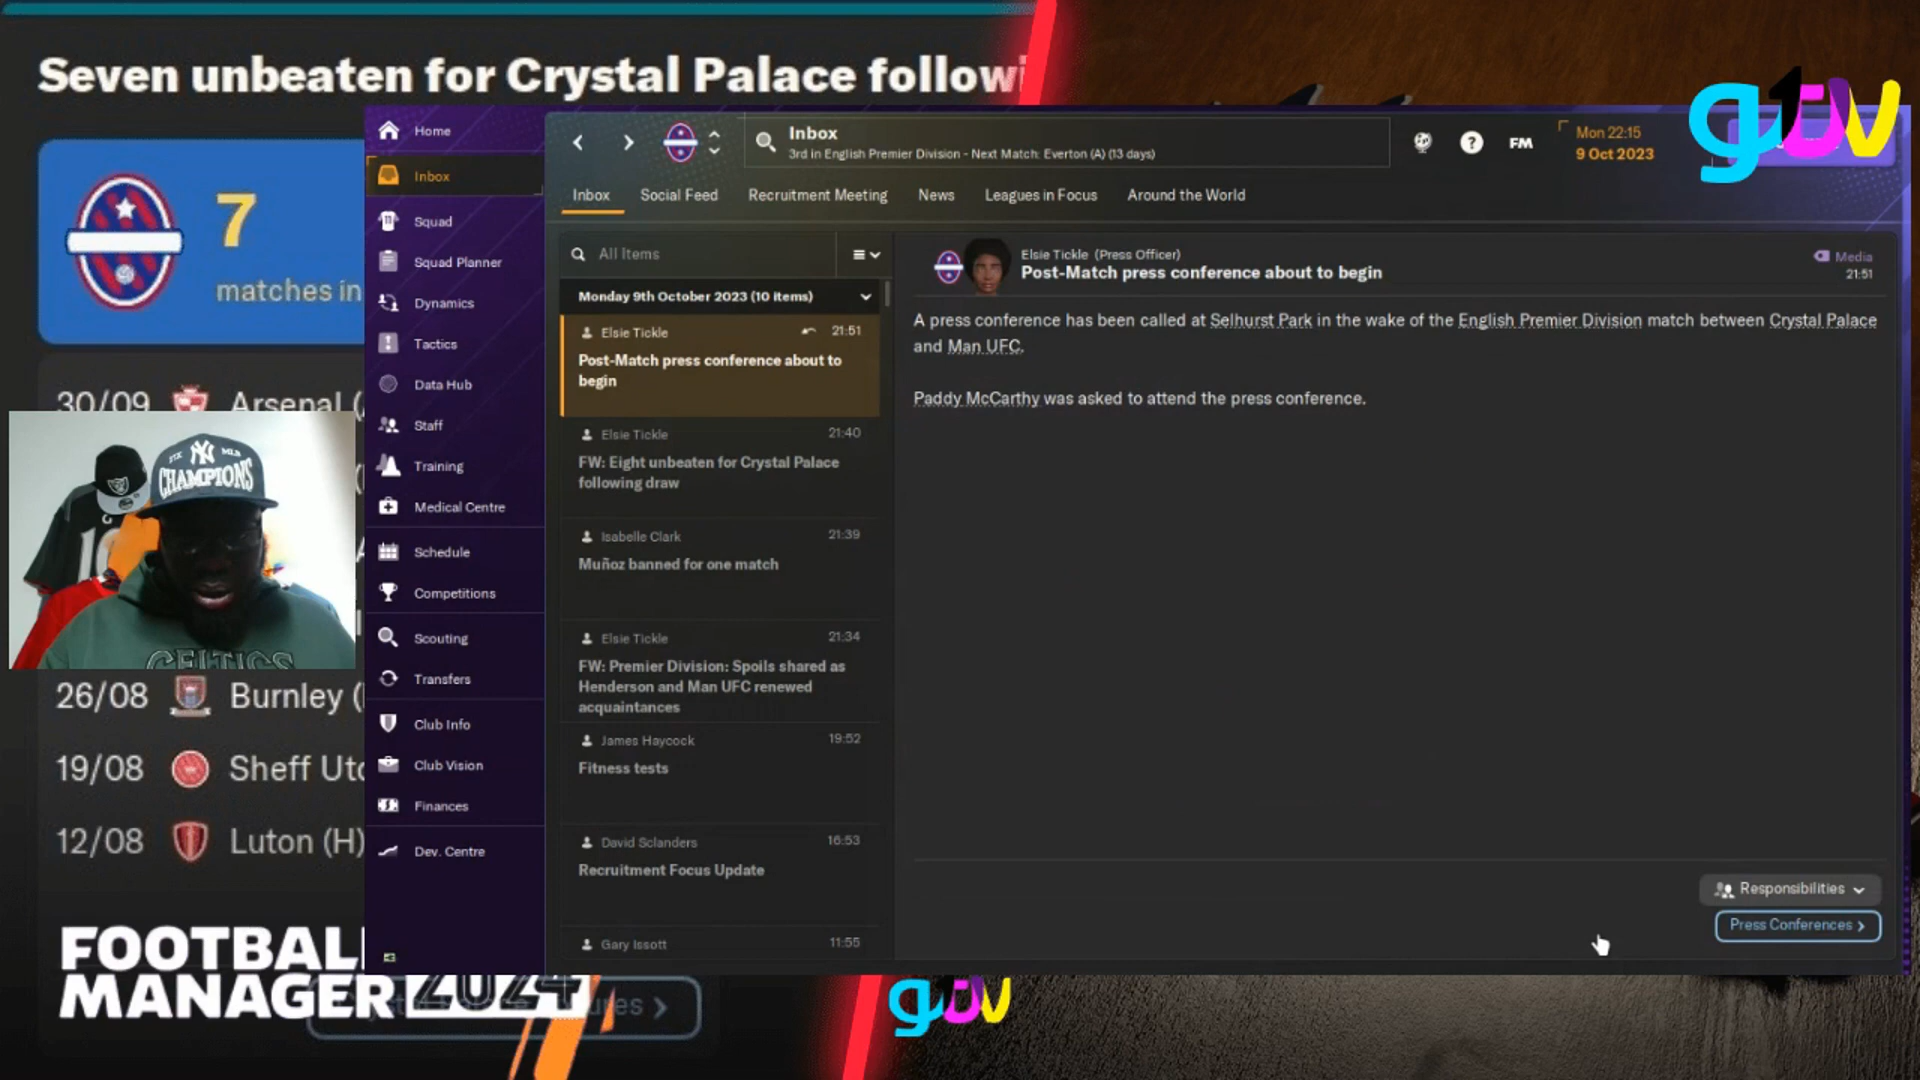 Seven unbeaten for Crystal Palace followi
7
matches in
30/09 Arsenal (
26/08 Burnley (
19/08 Sheff Utd
12/08 Luton (H)
FOOTBALL
MANAGER 2024
ures
CHAMPIONS
CELTICS
Home
Inbox
Squad
Squad Planner
Dynamics
Tactics
Data Hub
Staff
Training
Medical Centre
Schedule
Competitions
Scouting
Transfers
Club Info
Club Vision
Finances
Dev. Centre
Inbox
3rd in English Premier Division - Next Match: Everton (A) (13 days)
?
FM
Mon 22:15
9 Oct 2023
gtv
Inbox Social Feed Recruitment Meeting News Leagues in Focus Around the World
All Items
Monday 9th October 2023 (10 items)
Elsie Tickle 21:51
Post-Match press conference about to
begin
Elsie Tickle 21:40
FW: Eight unbeaten for Crystal Palace
following draw
Isabelle Clark 21:39
Muñoz banned for one match
Elsie Tickle 21:34
FW: Premier Division: Spoils shared as
Henderson and Man UFC renewed
acquaintances
James Haycock 19:52
Fitness tests
David Sclanders 16:53
Recruitment Focus Update
Gary Issott 11:55
Elsie Tickle (Press Officer)
Post-Match press conference about to begin
Media
21:51
A press conference has been called at Selhurst Park in the wake of the English Premier Division match between Crystal Palace
and Man UFC.
Paddy McCarthy was asked to attend the press conference.
Responsibilities
Press Conferences >
gtv